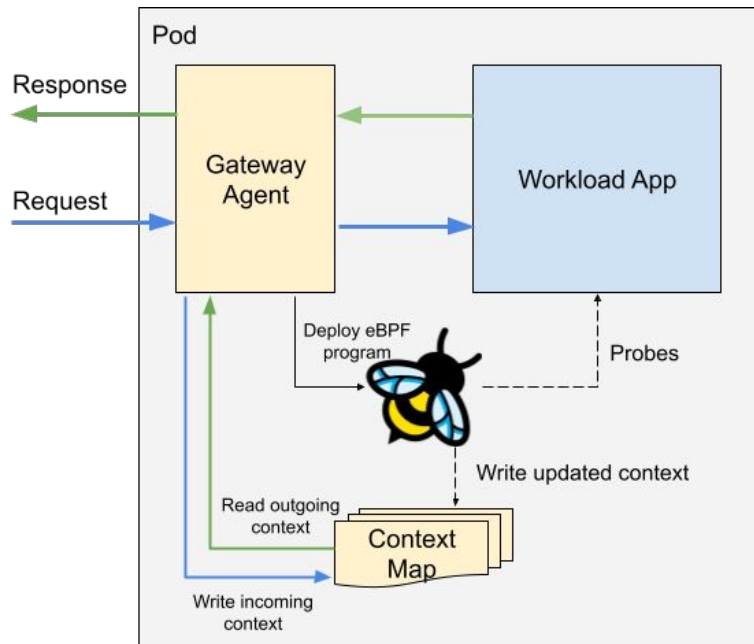 Pod
Response
Gateway
Agent
Workload App
Request
Deploy eBPF
program
Probes
Write updated context
Read outgoing
context
Context
Map
Write incoming
context